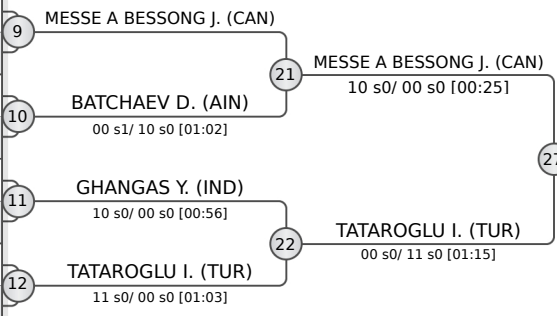 9
MESSE A BESSONG J. (CAN)
21
MESSE A BESSONG J. (CAN)
10 s0/ 00 s0 [00:25]
10
BATCHAEV D. (AIN)
00 s1/ 10 s0 [01:02]
27
11
GHANGAS Y. (IND)
10 s0/ 00 s0 [00:56]
22
TATAROGLU I. (TUR)
00 s0/ 11 s0 [01:15]
12
TATAROGLU I. (TUR)
11 s0/ 00 s0 [01:03]